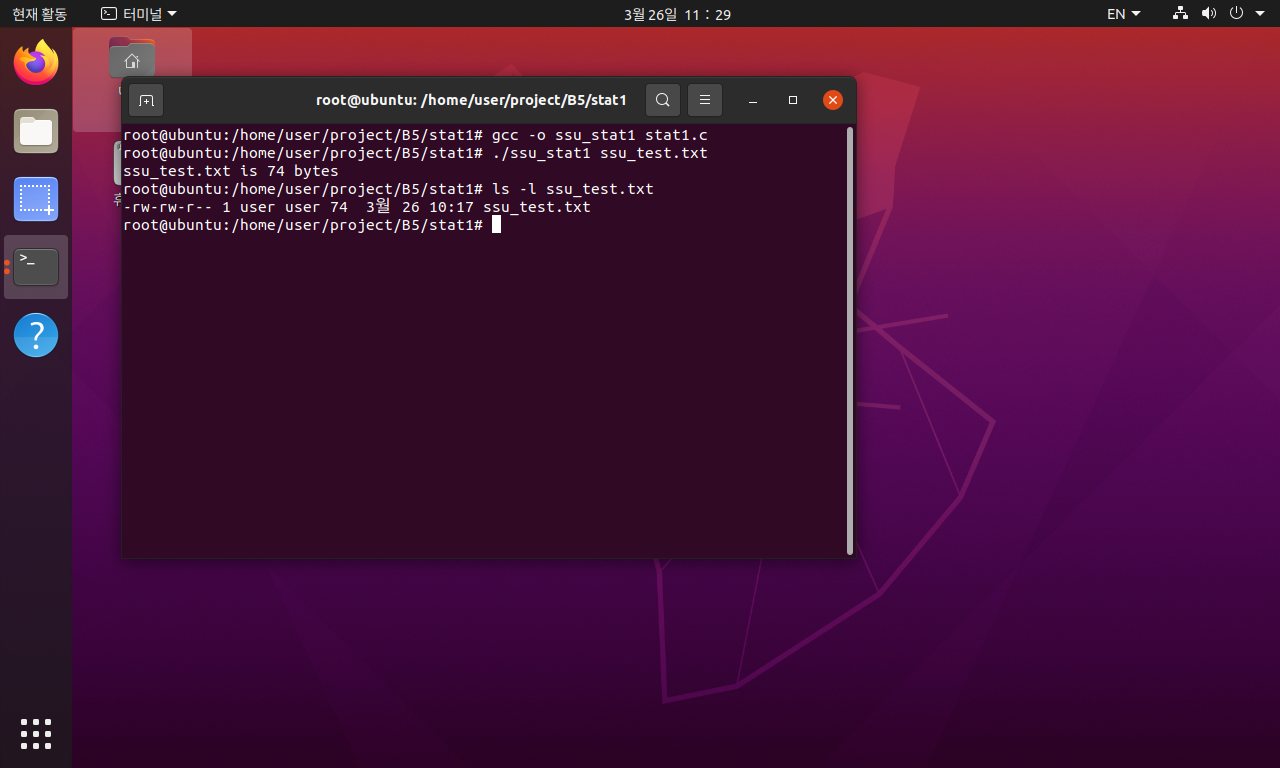 현재 활동
터미널
3월 26일 11 : 29
EN
root@ubuntu: /home/user/project/B5/stat1
root@ubuntu:/home/user/project/B5/stat1# gcc -o ssu_stat1 stat1.c
root@ubuntu:/home/user/project/B5/stat1# ./ssu_stat1 ssu_test.txt
ssu_test.txt is 74 bytes
root@ubuntu:/home/user/project/B5/stat1# ls -l ssu_test.txt
-rw-rw-r-- 1 user user 74  3월  26 10:17 ssu_test.txt
root@ubuntu:/home/user/project/B5/stat1#